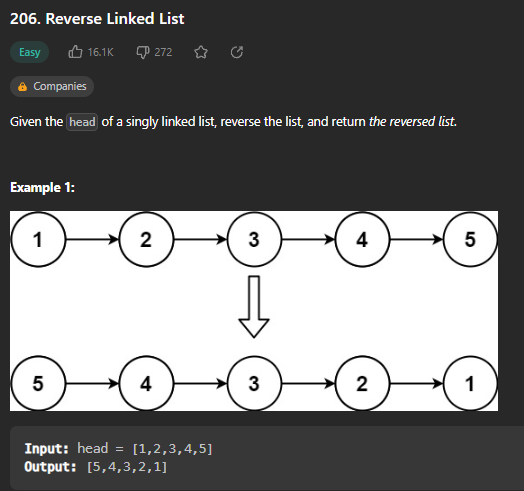 206. Reverse Linked List
Easy 16.1K 272
Companies
Given the head of a singly linked list, reverse the list, and return the reversed list.
Example 1:
1 2 3 4 5
5 4 3 2 1
Input: head = [1,2,3,4,5]
Output: [5,4,3,2,1]